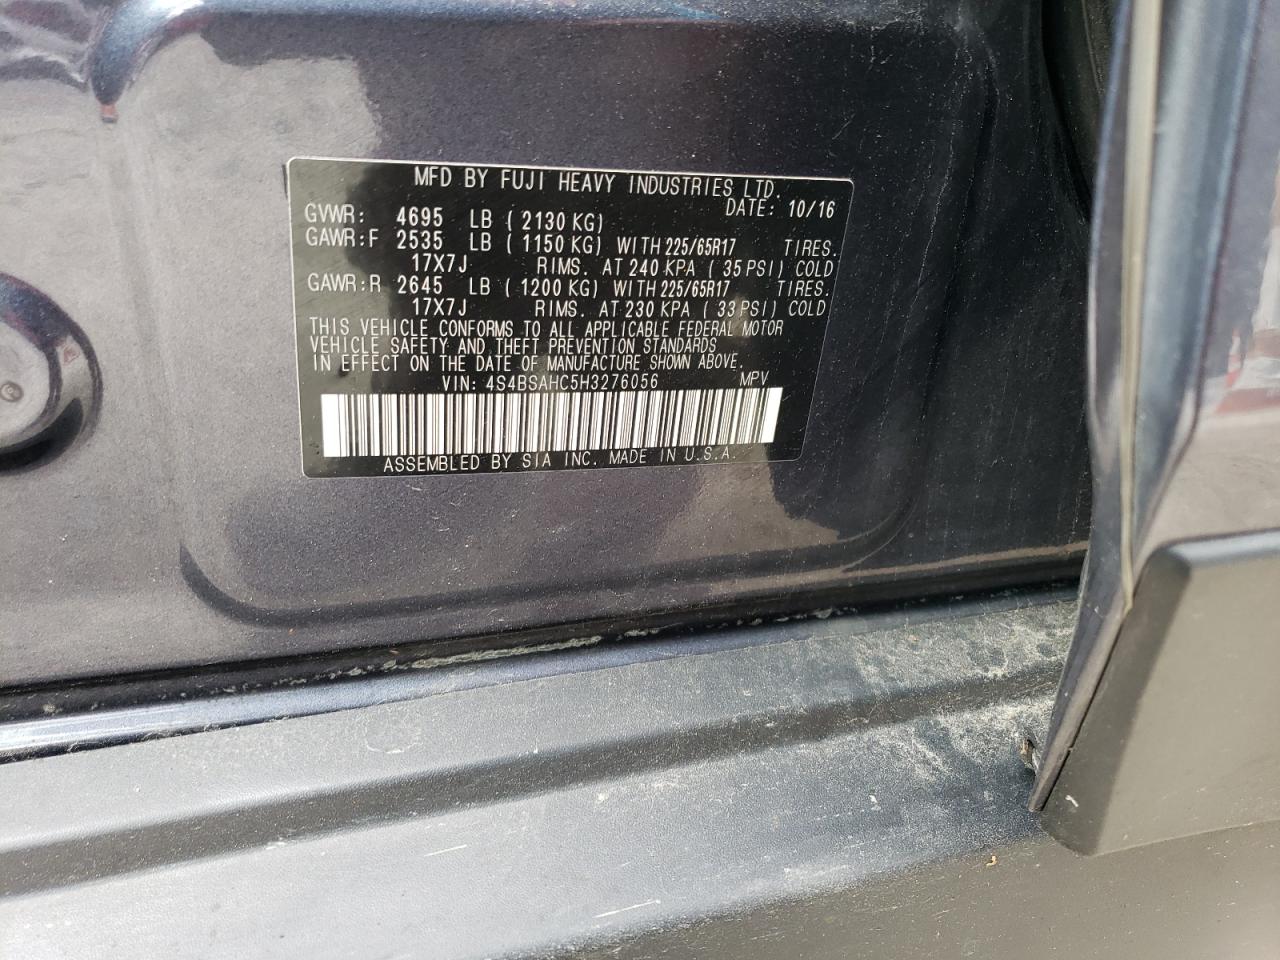 MFD BY FUJI HEAVY INDUSTRIES LTD.
DATE: 10/16
GVWR: 4695 LB ( 2130 KG)
GAWR:F 2535 LB ( 1150 KG) WITH 225/65R17 TIRES.
17X7J RIMS. AT 240 KPA ( 35 PSI) COLD
GAWR:R 2645 LB ( 1200 KG) WITH 225/65R17 TIRES.
17X7J RIMS. AT 230 KPA ( 33 PSI) COLD
THIS VEHICLE CONFORMS TO ALL APPLICABLE FEDERAL MOTOR
VEHICLE SAFETY AND THEFT PREVENTION STANDARDS
IN EFFECT ON THE DATE OF MANUFACTURE SHOWN ABOVE.
VIN: 4S4BSAHC5H3276056 MPV
ASSEMBLED BY SIA INC. MADE IN U.S.A.